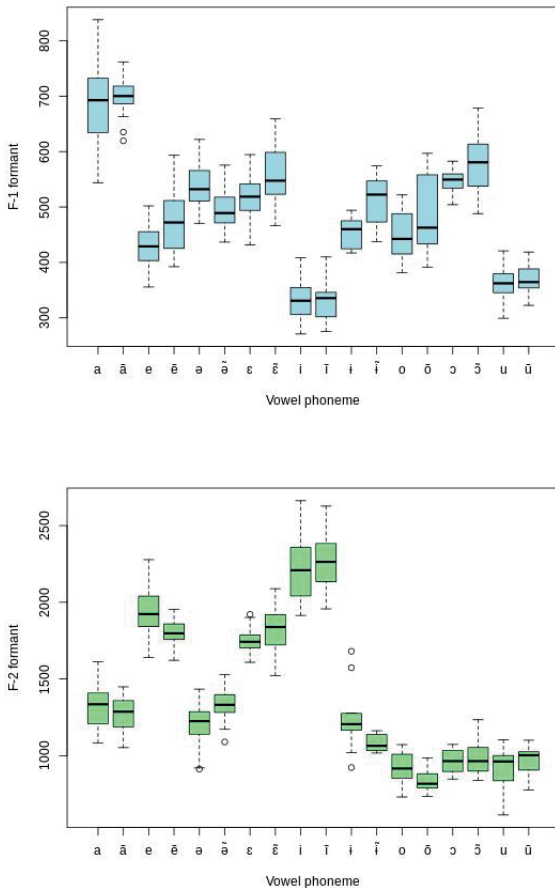 F-1 formant
800
700
600
500
400
300
a ā e ē ə ə̃ ɛ ɛ̃ i ī ɨ ɨ̃ o ō ɔ ɔ̃ u ū
Vowel phoneme
F-2 formant
2500
2000
1500
1000
a ā e ē ə ə̃ ɛ ɛ̃ i ī ɨ ɨ̃ o ō ɔ ɔ̃ u ū
Vowel phoneme